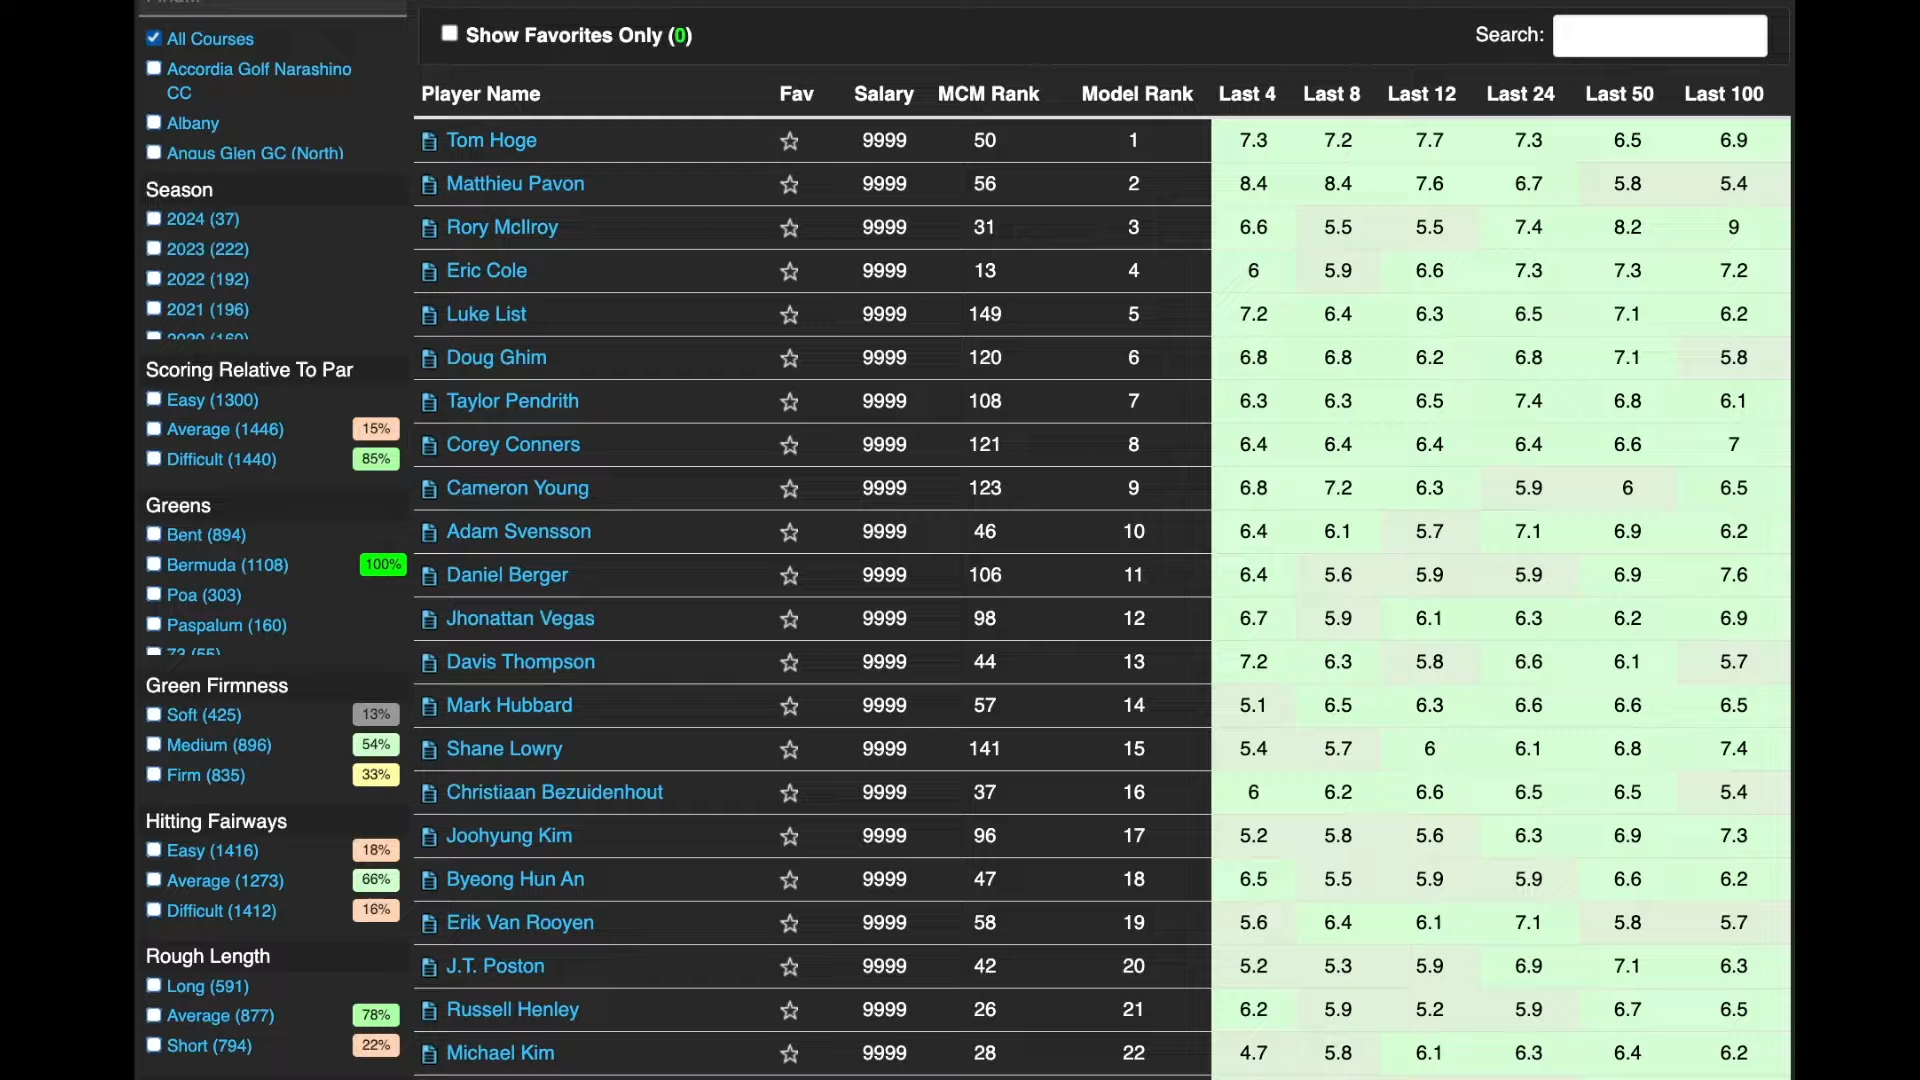 All Courses
Accordia Golf Narashino
CC
Albany
Angus Glen GC (North)
Season
2024 (37)
2023 (222)
2022 (192)
2021 (196)
2020 (160)
Scoring Relative To Par
Easy (1300)
Average (1446) 15%
Difficult (1440) 85%
Greens
Bent (894)
Bermuda (1108) 100%
Poa (303)
Paspalum (160)
73 (55)
Green Firmness
Soft (425) 13%
Medium (896) 54%
Firm (835) 33%
Hitting Fairways
Easy (1416) 18%
Average (1273) 66%
Difficult (1412) 16%
Rough Length
Long (591)
Average (877) 78%
Short (794) 22%
Show Favorites Only (0) Search:
Player Name Fav Salary MCM Rank Model Rank Last 4 Last 8 Last 12 Last 24 Last 50 Last 100
Tom Hoge 9999 50 1 7.3 7.2 7.7 7.3 6.5 6.9
Matthieu Pavon 9999 56 2 8.4 8.4 7.6 6.7 5.8 5.4
Rory McIlroy 9999 31 3 6.6 5.5 5.5 7.4 8.2 9
Eric Cole 9999 13 4 6 5.9 6.6 7.3 7.3 7.2
Luke List 9999 149 5 7.2 6.4 6.3 6.5 7.1 6.2
Doug Ghim 9999 120 6 6.8 6.8 6.2 6.8 7.1 5.8
Taylor Pendrith 9999 108 7 6.3 6.3 6.5 7.4 6.8 6.1
Corey Conners 9999 121 8 6.4 6.4 6.4 6.4 6.6 7
Cameron Young 9999 123 9 6.8 7.2 6.3 5.9 6 6.5
Adam Svensson 9999 46 10 6.4 6.1 5.7 7.1 6.9 6.2
Daniel Berger 9999 106 11 6.4 5.6 5.9 5.9 6.9 7.6
Jhonattan Vegas 9999 98 12 6.7 5.9 6.1 6.3 6.2 6.9
Davis Thompson 9999 44 13 7.2 6.3 5.8 6.6 6.1 5.7
Mark Hubbard 9999 57 14 5.1 6.5 6.3 6.6 6.6 6.5
Shane Lowry 9999 141 15 5.4 5.7 6 6.1 6.8 7.4
Christiaan Bezuidenhout 9999 37 16 6 6.2 6.6 6.5 6.5 5.4
Joohyung Kim 9999 96 17 5.2 5.8 5.6 6.3 6.9 7.3
Byeong Hun An 9999 47 18 6.5 5.5 5.9 5.9 6.6 6.2
Erik Van Rooyen 9999 58 19 5.6 6.4 6.1 7.1 5.8 5.7
J.T. Poston 9999 42 20 5.2 5.3 5.9 6.9 7.1 6.3
Russell Henley 9999 26 21 6.2 5.9 5.2 5.9 6.7 6.5
Michael Kim 9999 28 22 4.7 5.8 6.1 6.3 6.4 6.2